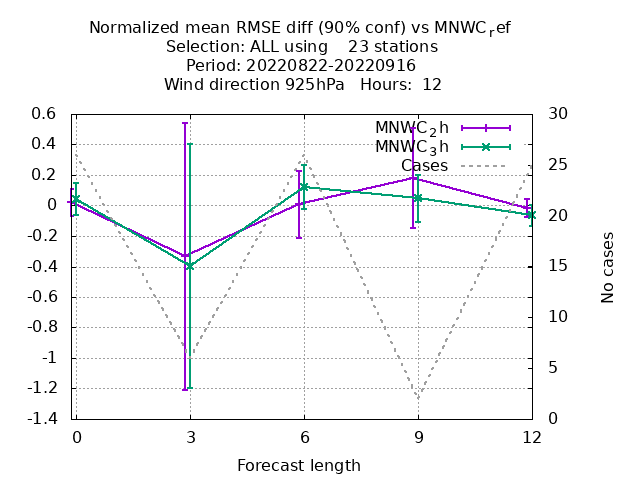 Normalized mean RMSE diff (90% conf) vs MNWC_ref
Selection: ALL using    23 stations
Period: 20220822-20220916
Wind direction 925hPa   Hours:  12
MNWC_2h
MNWC_3h
Cases
0.6
0.4
0.2
0
-0.2
-0.4
-0.6
-0.8
-1
-1.2
-1.4
30
25
20
15
10
5
0
No cases
0 3 6 9 12
Forecast length